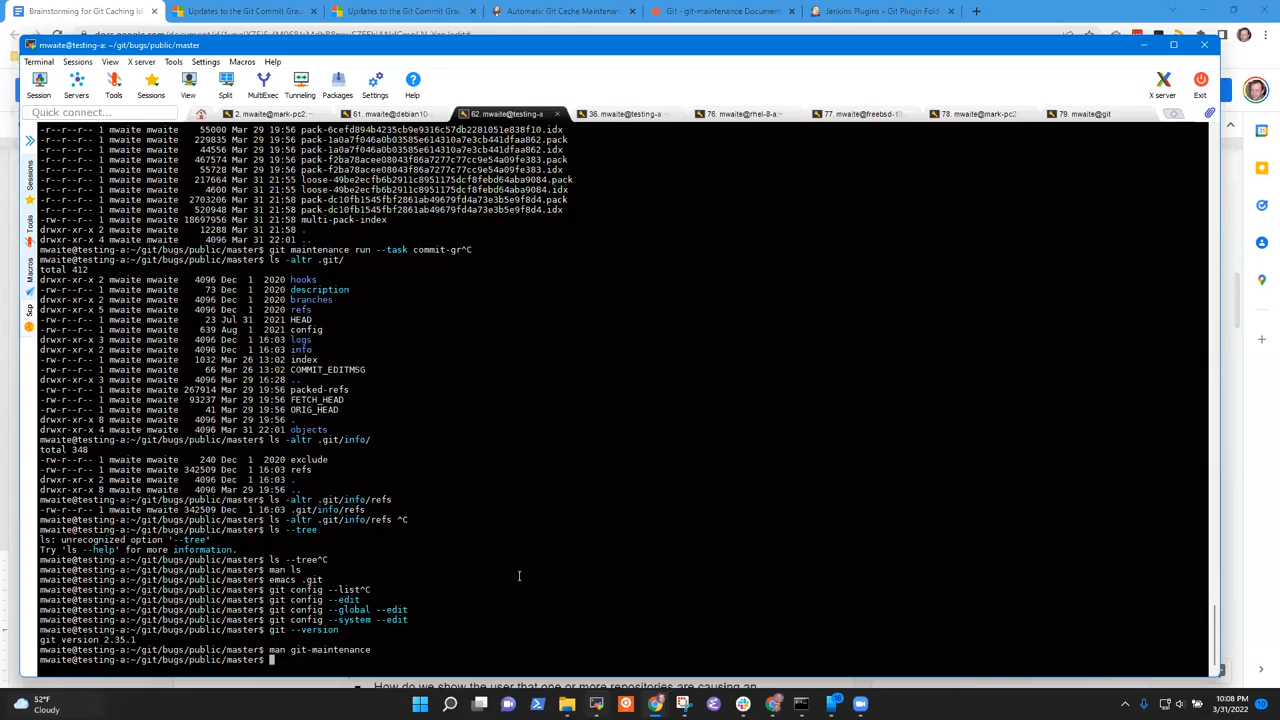 Brainstorming for Git Caching Id
Updates to the Git Commit Grap
Updates to the Git Commit Grap
Automatic Git Cache Maintenan
Git - git-maintenance Document
Jenkins Plugins » Git Plugin Fold
mwaite@testing-a: ~/git/bugs/public/master
Terminal Sessions View X server Tools Settings Macros Help
Session Servers Tools Sessions View Split MultiExec Tunneling Packages Settings Help X server Exit
Quick connect...
2. mwaite@mark-pc2:
61. mwaite@debian10-
62. mwaite@testing-a
36. mwaite@testing-a
76. mwaite@rhel-8-a:
77. mwaite@freebsd-1
78. mwaite@mark-pc2
79. mwaite@git
Sessions
Tools
Macros
Scp
-r--r--r-- 1 mwaite mwaite 55000 Mar 29 19:56 pack-6cefd894b4235cb9e9316c57db2281051e838f10.idx
-r--r--r-- 1 mwaite mwaite 229835 Mar 29 19:56 pack-1a0a7f46b2342c80f585e614310a7e3cb441dfaa862.pack
-r--r--r-- 1 mwaite mwaite 44556 Mar 29 19:56 pack-1a0a7f46b2342c80f585e614310a7e3cb441dfaa862.idx
-r--r--r-- 1 mwaite mwaite 467574 Mar 29 19:56 pack-f2ba78acee08043f86a7277c77cc9e54a09fe383.pack
-r--r--r-- 1 mwaite mwaite 55728 Mar 29 19:56 pack-f2ba78acee08043f86a7277c77cc9e54a09fe383.idx
-r--r--r-- 1 mwaite mwaite 217664 Mar 31 21:55 loose-49be2ecfb6b2911c8951175dcf8febd64aba9084.pack
-r--r--r-- 1 mwaite mwaite 4600 Mar 31 21:55 loose-49be2ecfb6b2911c8951175dcf8febd64aba9084.idx
-r--r--r-- 1 mwaite mwaite 2703206 Mar 31 21:58 pack-dc10fb1545fbf2861ab49679fd4a73e3b5e9f8d4.pack
-r--r--r-- 1 mwaite mwaite 520948 Mar 31 21:58 pack-dc10fb1545fbf2861ab49679fd4a73e3b5e9f8d4.idx
-rw-r--r-- 1 mwaite mwaite 18697956 Mar 31 21:58 multi-pack-index
drwxr-xr-x 2 mwaite mwaite 12288 Mar 31 21:58 .
drwxr-xr-x 4 mwaite mwaite 4096 Mar 31 22:01 ..
mwaite@testing-a:~/git/bugs/public/master$ git maintenance run --task commit-gr^C
mwaite@testing-a:~/git/bugs/public/master$ ls -altr .git/
total 412
drwxr-xr-x 2 mwaite mwaite 4096 Dec 1 2020 hooks
-rw-r--r-- 1 mwaite mwaite 73 Dec 1 2020 description
drwxr-xr-x 2 mwaite mwaite 4096 Dec 1 2020 branches
drwxr-xr-x 5 mwaite mwaite 4096 Dec 1 2020 refs
-rw-r--r-- 1 mwaite mwaite 23 Jul 31 2021 HEAD
-rw-r--r-- 1 mwaite mwaite 639 Aug 1 2021 config
drwxr-xr-x 3 mwaite mwaite 4096 Dec 1 16:03 logs
drwxr-xr-x 2 mwaite mwaite 4096 Dec 1 16:03 info
-rw-r--r-- 1 mwaite mwaite 1032 Mar 26 13:02 index
-rw-r--r-- 1 mwaite mwaite 66 Mar 26 13:02 COMMIT_EDITMSG
drwxr-xr-x 3 mwaite mwaite 4096 Mar 29 16:28 ..
-rw-r--r-- 1 mwaite mwaite 267914 Mar 29 19:56 packed-refs
-rw-r--r-- 1 mwaite mwaite 93237 Mar 29 19:56 FETCH_HEAD
-rw-r--r-- 1 mwaite mwaite 41 Mar 29 19:56 ORIG_HEAD
drwxr-xr-x 8 mwaite mwaite 4096 Mar 29 19:56 .
drwxr-xr-x 4 mwaite mwaite 4096 Mar 31 22:01 objects
mwaite@testing-a:~/git/bugs/public/master$ ls -altr .git/info/
total 348
-rw-r--r-- 1 mwaite mwaite 240 Dec 1 2020 exclude
-rw-r--r-- 1 mwaite mwaite 342509 Dec 1 16:03 refs
drwxr-xr-x 2 mwaite mwaite 4096 Dec 1 16:03 .
drwxr-xr-x 8 mwaite mwaite 4096 Mar 29 19:56 ..
mwaite@testing-a:~/git/bugs/public/master$ ls -altr .git/info/refs
-rw-r--r-- 1 mwaite mwaite 342509 Dec 1 16:03 .git/info/refs
mwaite@testing-a:~/git/bugs/public/master$ ls -altr .git/info/refs ^C
mwaite@testing-a:~/git/bugs/public/master$ ls --tree
ls: unrecognized option '--tree'
Try 'ls --help' for more information.
mwaite@testing-a:~/git/bugs/public/master$ ls --tree^C
mwaite@testing-a:~/git/bugs/public/master$ man ls
mwaite@testing-a:~/git/bugs/public/master$ emacs .git
mwaite@testing-a:~/git/bugs/public/master$ git config --list^C
mwaite@testing-a:~/git/bugs/public/master$ git config --edit
mwaite@testing-a:~/git/bugs/public/master$ git config --global --edit
mwaite@testing-a:~/git/bugs/public/master$ git config --system --edit
mwaite@testing-a:~/git/bugs/public/master$ git --version
git version 2.35.1
mwaite@testing-a:~/git/bugs/public/master$ man git-maintenance
mwaite@testing-a:~/git/bugs/public/master$
How do we show the user that one or more repositories are causing an
52°F
Cloudy
10:08 PM
3/31/2022